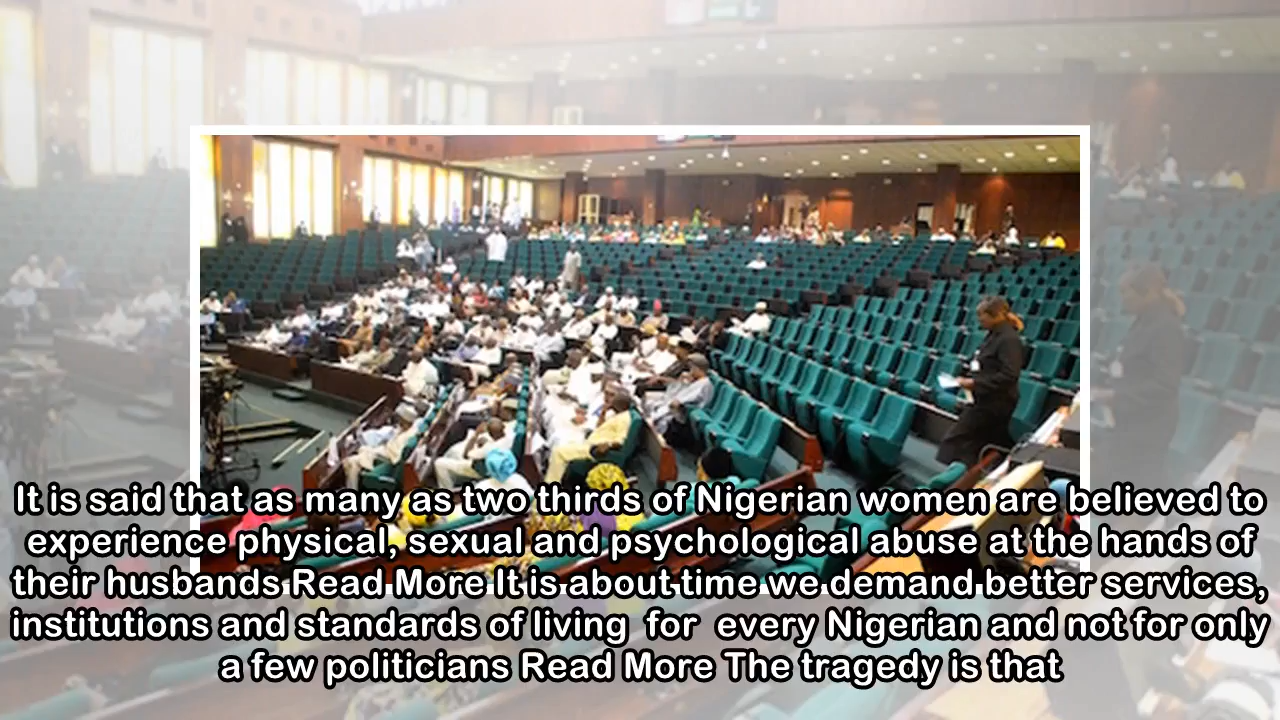 It is said that as many as two thirds of Nigerian women are believed to
experience physical, sexual and psychological abuse at the hands of
their husbands Read More It is about time we demand better services,
institutions and standards of living  for  every Nigerian and not for only
a few politicians Read More The tragedy is that